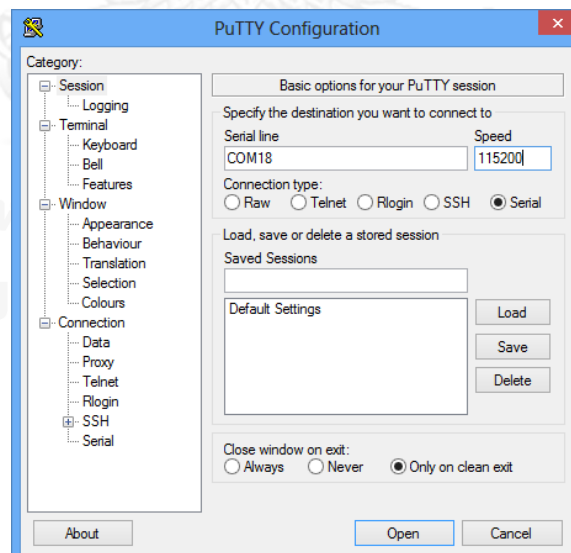 PuTTY Configuration
Category:
Session
Logging
Terminal
Keyboard
Bell
Features
Window
Appearance
Behaviour
Translation
Selection
Colours
Connection
Data
Proxy
Telnet
Rlogin
SSH
Serial
Basic options for your PuTTY session
Specify the destination you want to connect to
Serial line Speed
COM18 115200
Connection type:
Raw Telnet Rlogin SSH Serial
Load, save or delete a stored session
Saved Sessions
Default Settings
Load
Save
Delete
Close window on exit:
Always Never Only on clean exit
About Open Cancel